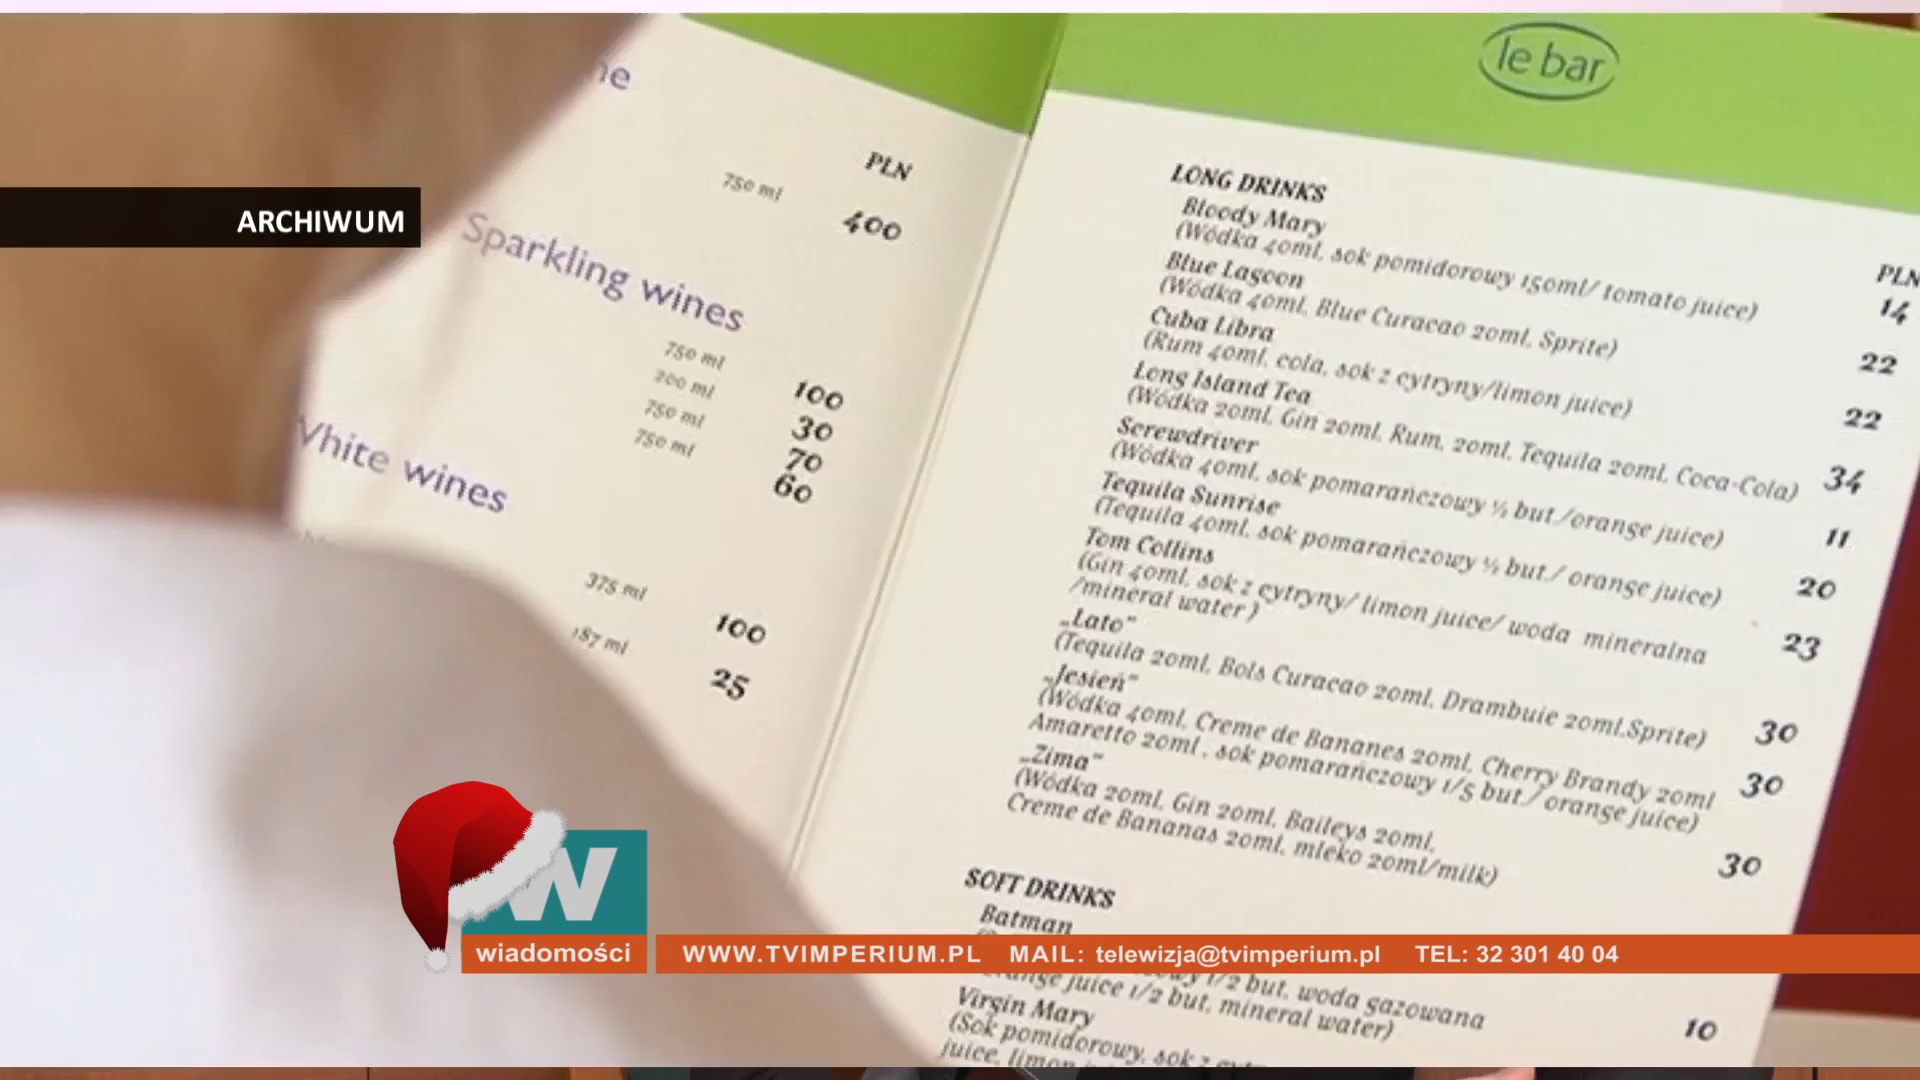 ARCHIWUM
PLN
750 ml 400
Sparkling wines
750 ml 100
200 ml 30
750 ml 70
750 ml 60
White wines
375 ml 100
187 ml 25
le bar
LONG DRINKS
PLN
Bloody Mary 14
(Wódka 40ml, sok pomidorowy 150ml/ tomato juice)
Blue Lagoon 22
(Wódka 40ml, Blue Curacao 20ml, Sprite)
Cuba Libra 22
(Rum 40ml, cola, sok z cytryny/limon juice)
Long Island Tea 34
(Wódka 20ml, Gin 20ml, Rum, 20ml, Tequila 20ml, Coca-Cola)
Screwdriver 11
(Wódka 40ml, sok pomarańczowy ½ but./orange juice)
Tequila Sunrise 20
(Tequila 40ml, sok pomarańczowy ½ but./ orange juice)
Tom Collins 23
(Gin 40ml, sok z cytryny/ limon juice/ woda mineralna
/mineral water )
„Lato” 30
(Tequila 20ml, Bols Curacao 20ml, Drambuie 20ml,Sprite)
„Jesień” 30
(Wódka 40ml, Creme de Bananes 20ml, Cherry Brandy 20ml
Amaretto 20ml , sok pomarańczowy 1/5 but./ orange juice)
„Zima” 30
(Wódka 20ml, Gin 20ml, Baileys 20ml,
Creme de Bananas 20ml, mleko 20ml/milk)
SOFT DRINKS
Batman
1/2 but, woda gazowana
orange juice 1/2 but, mineral water) 10
Virgin Mary
(Sok pomidorowy, sok z
juice, limon
W
wiadomości
WWW.TVIMPERIUM.PL MAIL: telewizja@tvimperium.pl TEL: 32 301 40 04